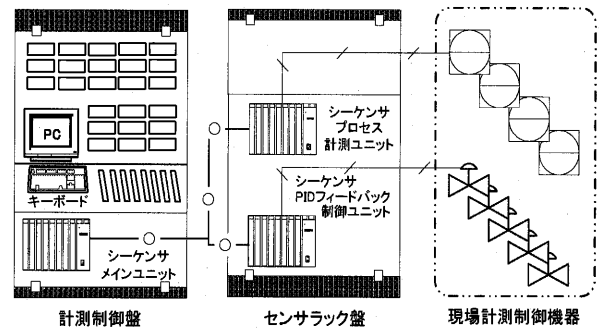 PC
キーボード
シーケンサ
メインユニット
計測制御盤
シーケンサ
プロセス
計測ユニット
シーケンサ
PIDフィードバック
制御ユニット
センサラック盤
現場計測制御機器